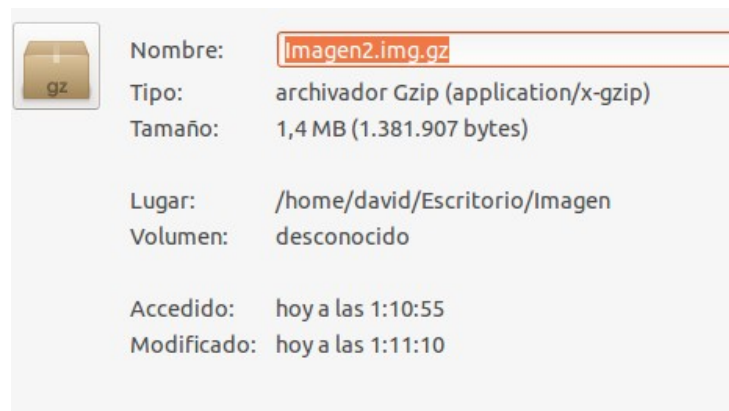 gz
Nombre: Imagen2.img.gz
Tipo: archivador Gzip (application/x-gzip)
Tamaño: 1,4 MB (1.381.907 bytes)
Lugar: /home/david/Escritorio/Imagen
Volumen: desconocido
Accedido: hoy a las 1:10:55
Modificado: hoy a las 1:11:10